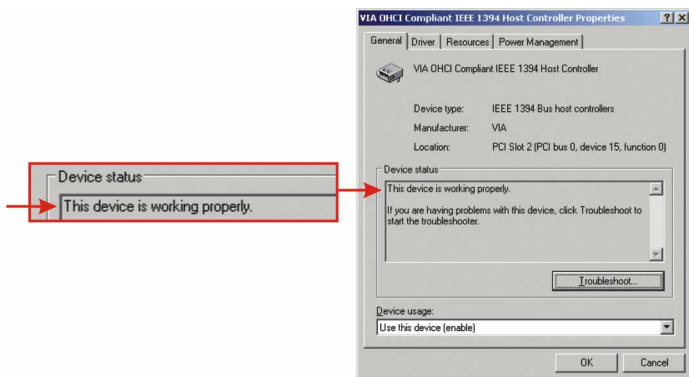 VIA OHCI Compliant IEEE 1394 Host Controller Properties
General Driver Resources Power Management
VIA OHCI Compliant IEEE 1394 Host Controller
Device type: IEEE 1394 Bus host controllers
Manufacturer: VIA
Location: PCI Slot 2 (PCI bus 0, device 15, function 0)
Device status
This device is working properly.
If you are having problems with this device, click Troubleshoot to
start the troubleshooter.
Troubleshoot...
Device usage:
Use this device (enable)
OK Cancel
Device status
This device is working properly.